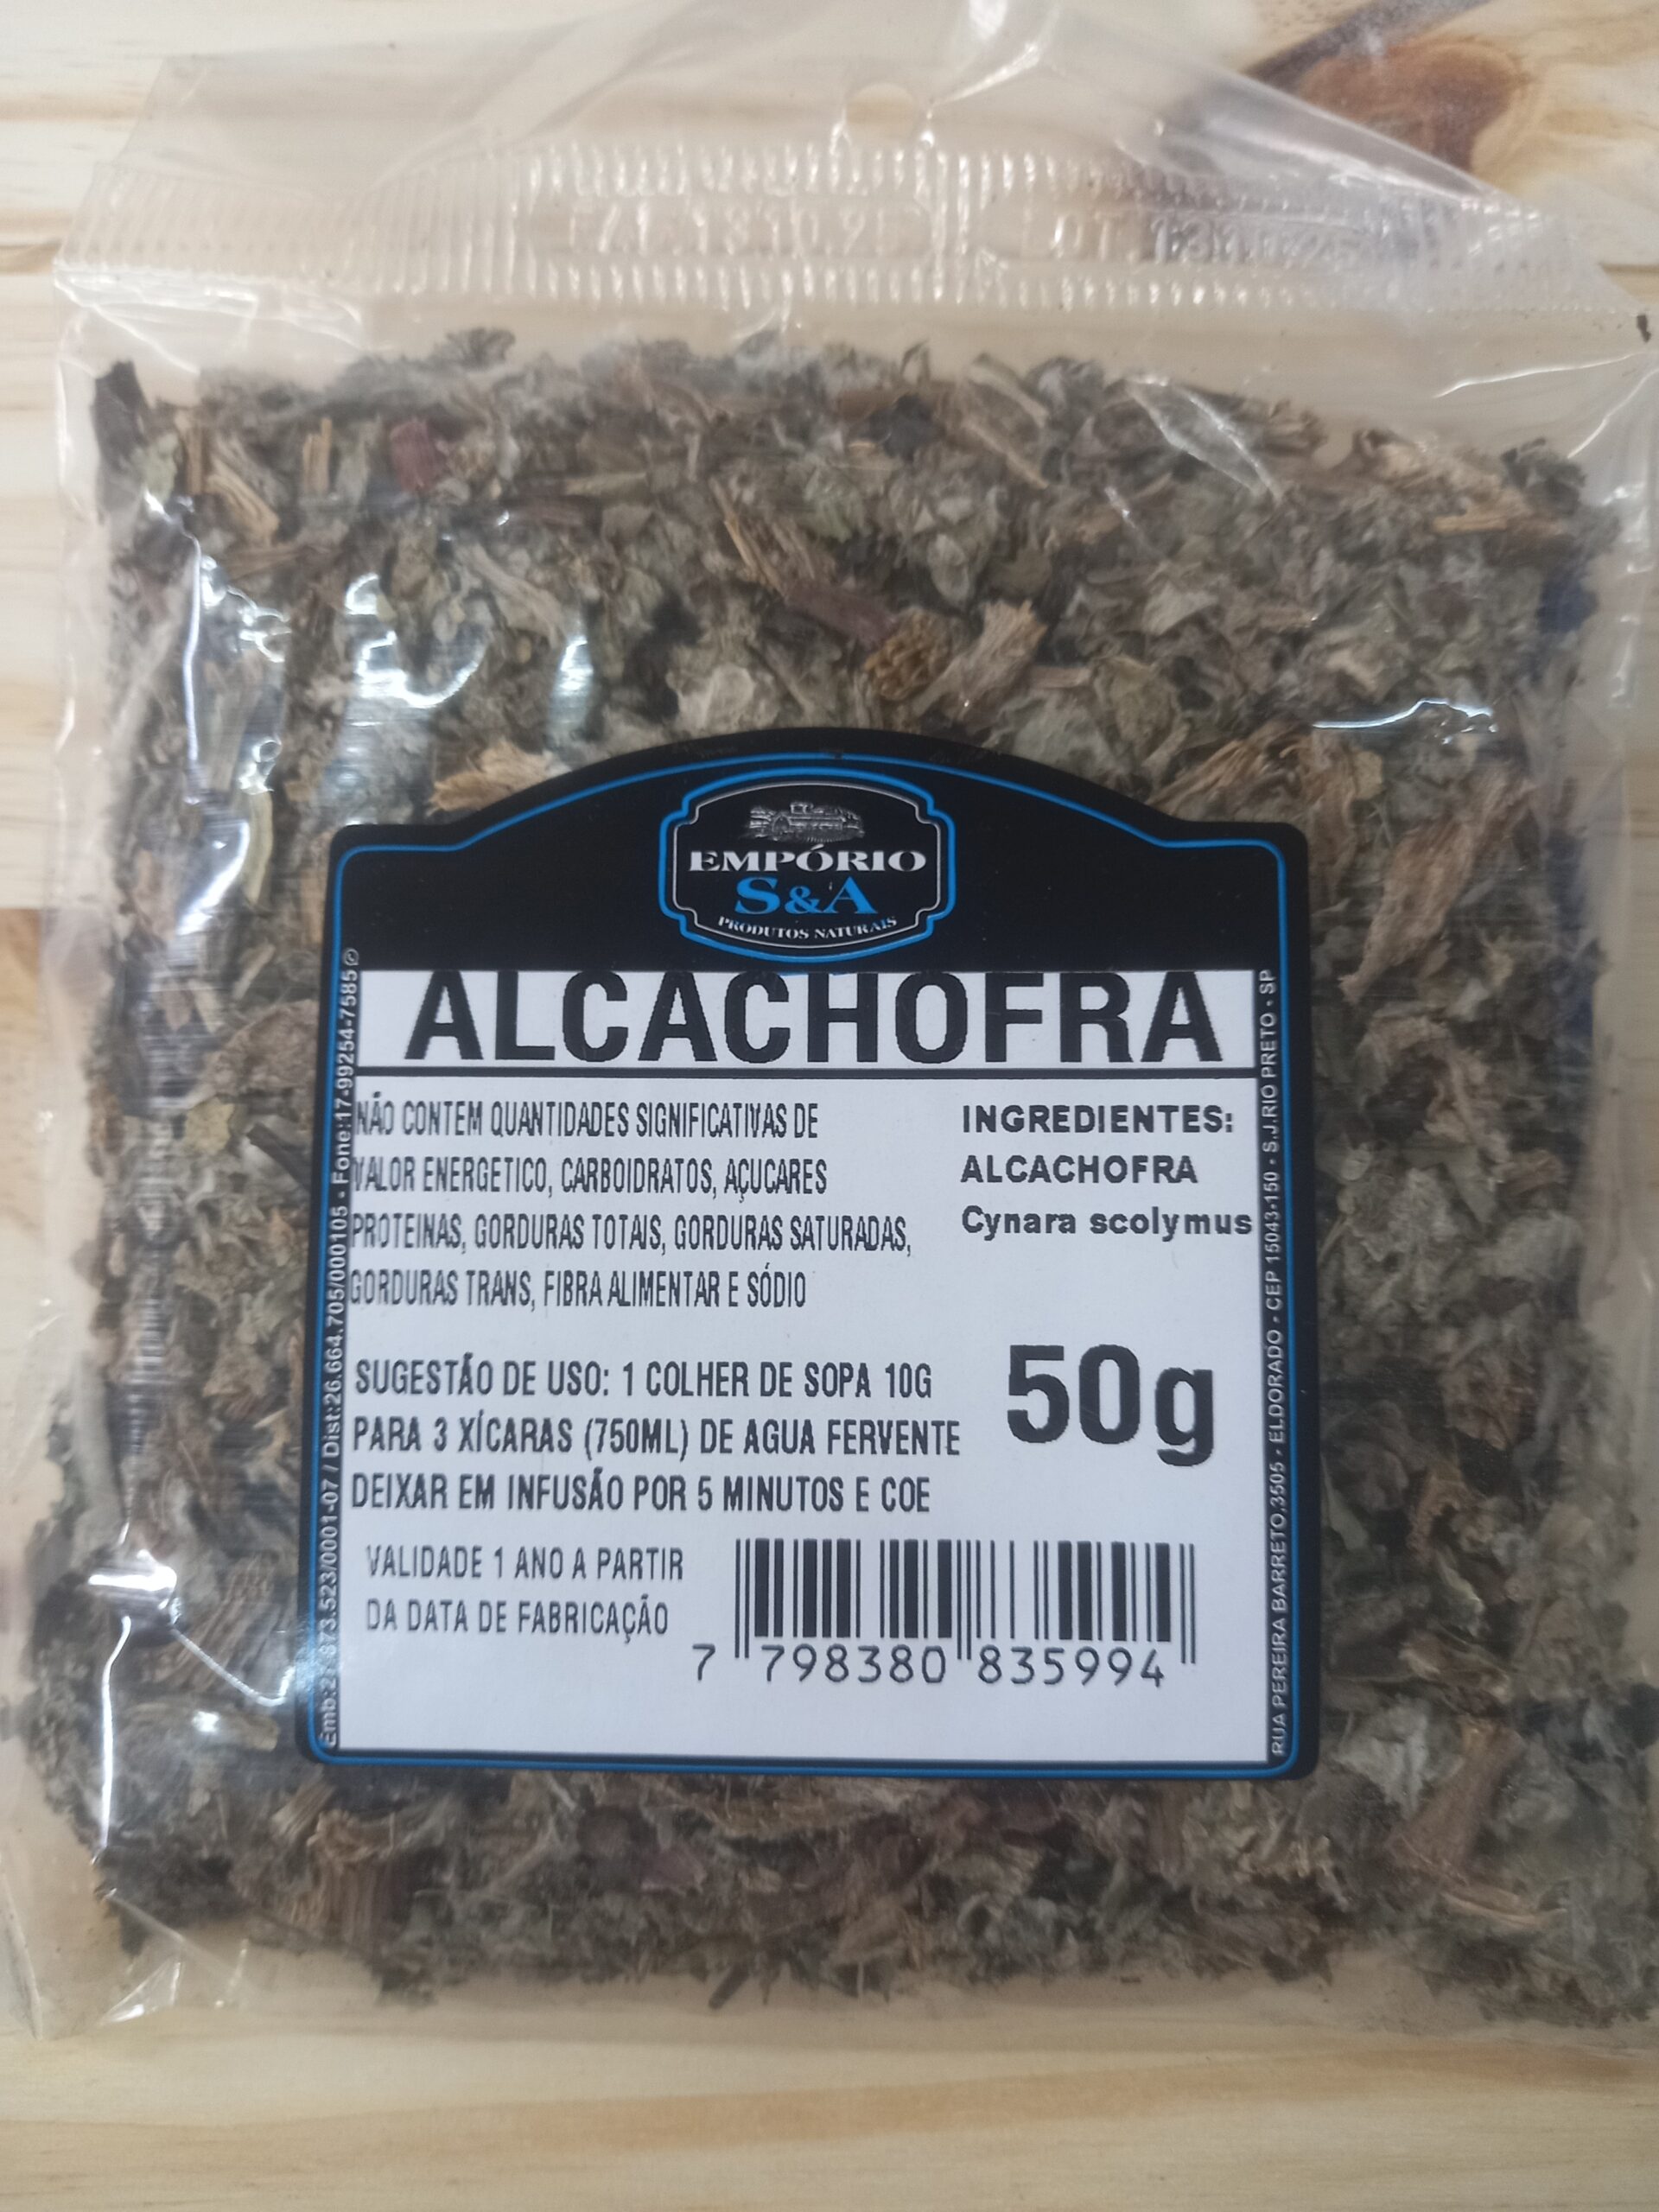 EMPÓRIO
S&A
PRODUTOS NATURAIS
ALCACHOFRA
NÃO CONTEM QUANTIDADES SIGNIFICATIVAS DE
VALOR ENERGETICO, CARBOIDRATOS, AÇUCARES
PROTEINAS, GORDURAS TOTAIS, GORDURAS SATURADAS,
GORDURAS TRANS, FIBRA ALIMENTAR E SÓDIO
INGREDIENTES:
ALCACHOFRA
Cynara scolymus
SUGESTÃO DE USO: 1 COLHER DE SOPA 10G
PARA 3 XÍCARAS (750ML) DE AGUA FERVENTE
DEIXAR EM INFUSÃO POR 5 MINUTOS E COE
50g
VALIDADE 1 ANO A PARTIR
DA DATA DE FABRICAÇÃO
7 798380 835994
Dist:26.664.705/000105 - Fone:17-99254-7585
RUA PEREIRA BARRETO,3505 - ELDORADO - CEP 15043-150 - S.J.RIO PRETO - SP